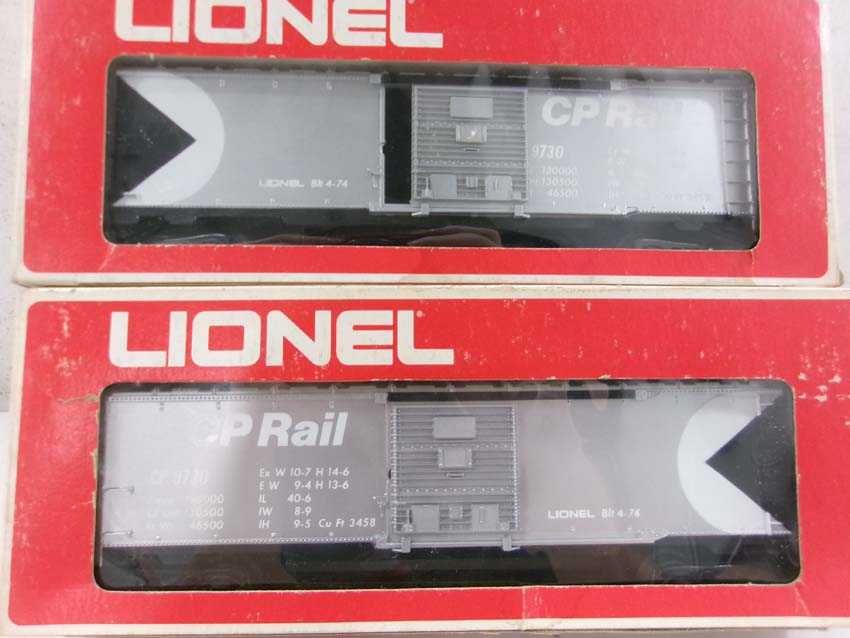 LIONEL
CP Rail
9730
120000
130500
46500
LIONEL Blt 4-74
LIONEL
CP Rail
CP 9730
Ex W 10-7 H 14-6
E W 9-4 H 13-6
IL 40-6
IW 8-9
IH 9-5 Cu Ft 3458
46500
LIONEL Blt 4-74